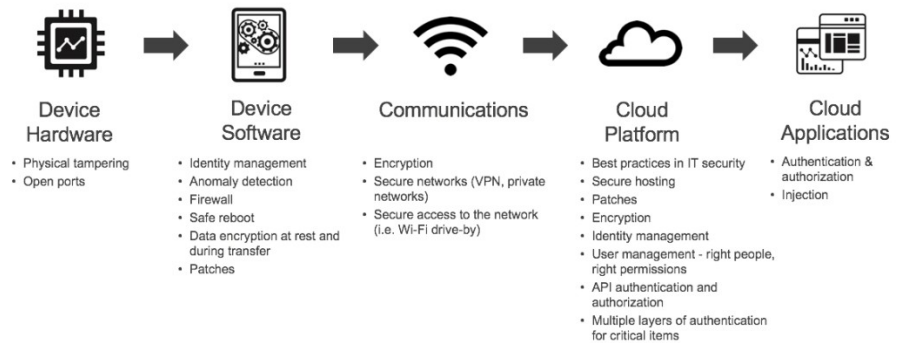 Device
Hardware
• Physical tampering
• Open ports
Device
Software
• Identity management
• Anomaly detection
• Firewall
• Safe reboot
• Data encryption at rest and
during transfer
• Patches
Communications
• Encryption
• Secure networks (VPN, private
networks)
• Secure access to the network
(i.e. Wi-Fi drive-by)
Cloud
Platform
• Best practices in IT security
• Secure hosting
• Patches
• Encryption
• Identity management
• User management - right people,
right permissions
• API authentication and
authorization
• Multiple layers of authentication
for critical items
Cloud
Applications
• Authentication &
authorization
• Injection